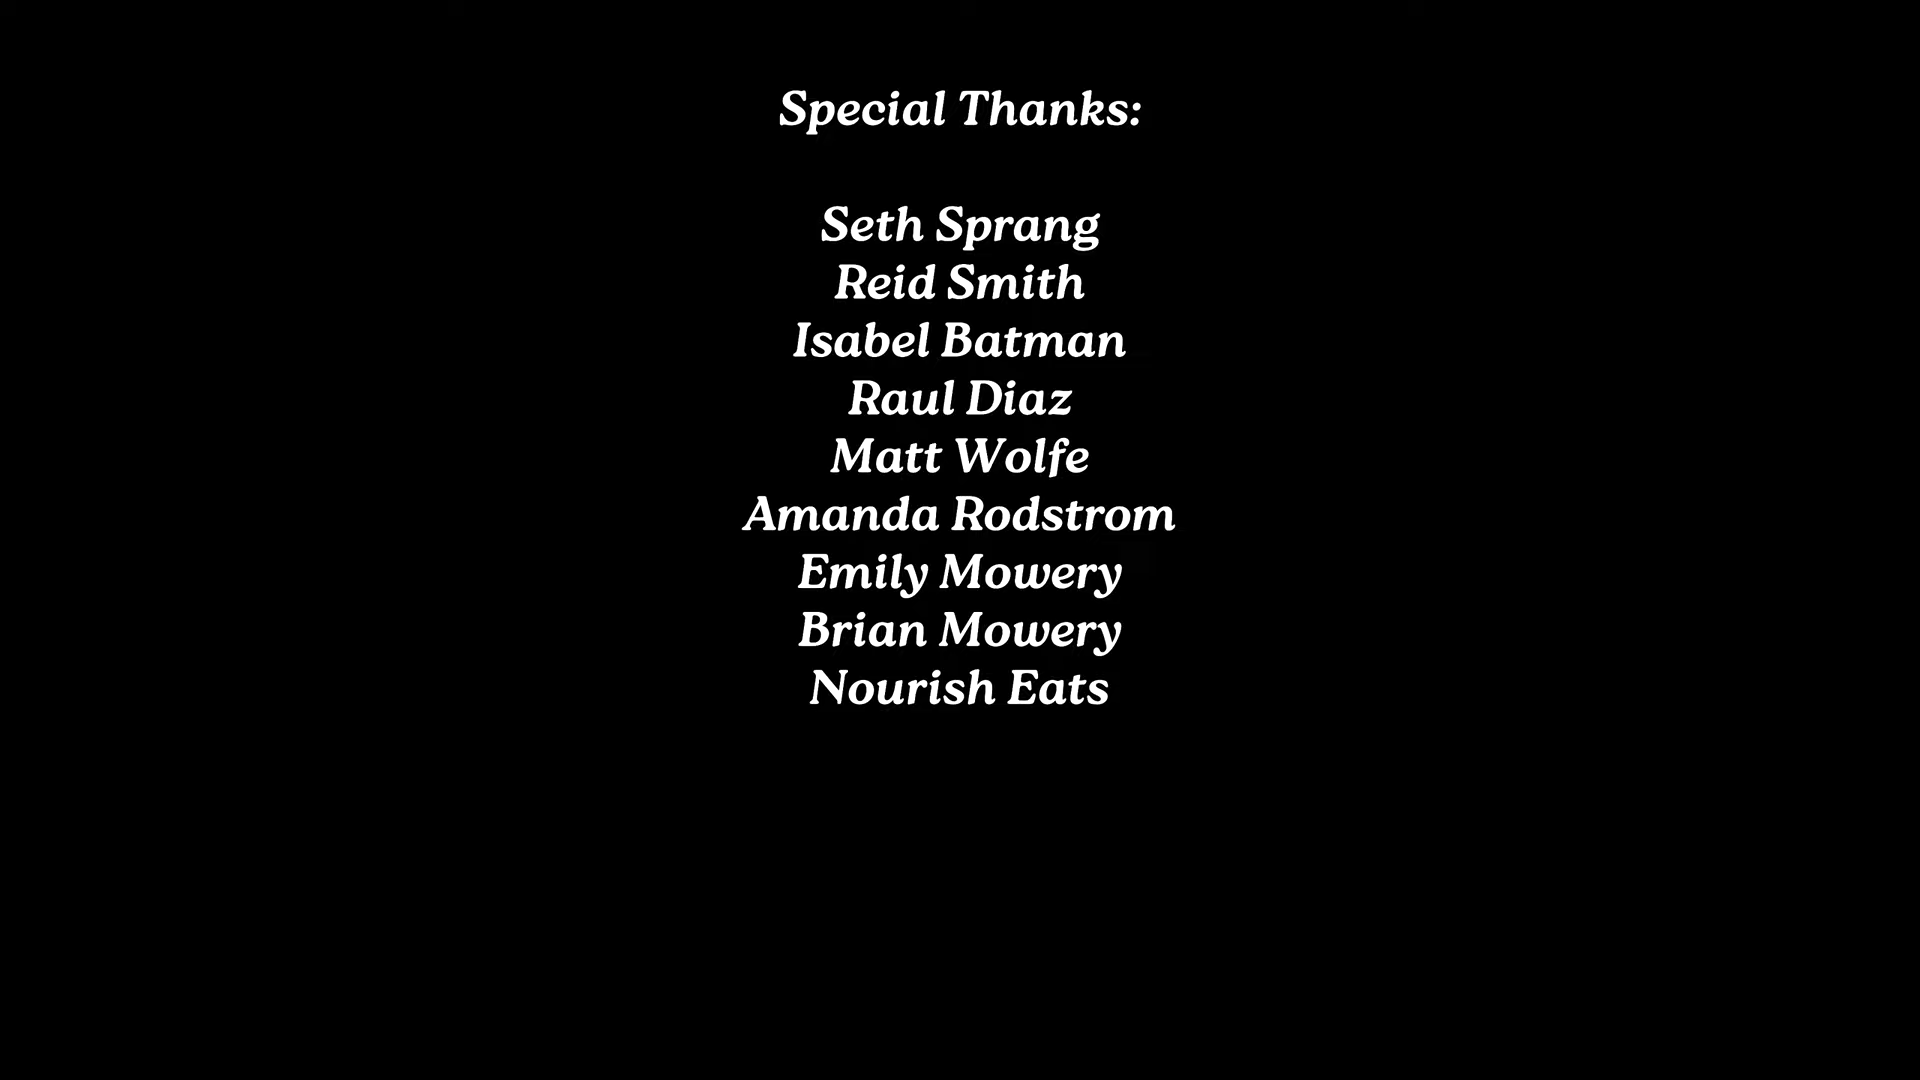 Special Thanks:
Seth Sprang
Reid Smith
Isabel Batman
Raul Diaz
Matt Wolfe
Amanda Rodstrom
Emily Mowery
Brian Mowery
Nourish Eats